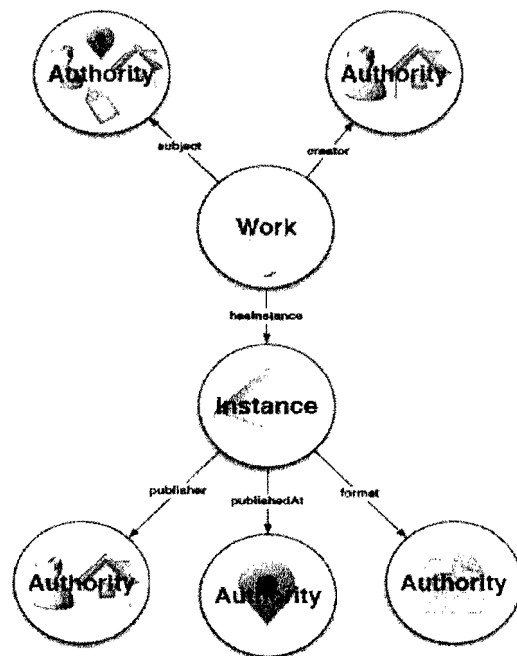 Authority
Authority
subject
creator
Work
hasInstance
Instance
publisher
publishedAt
format
Authority
Authority
Authority